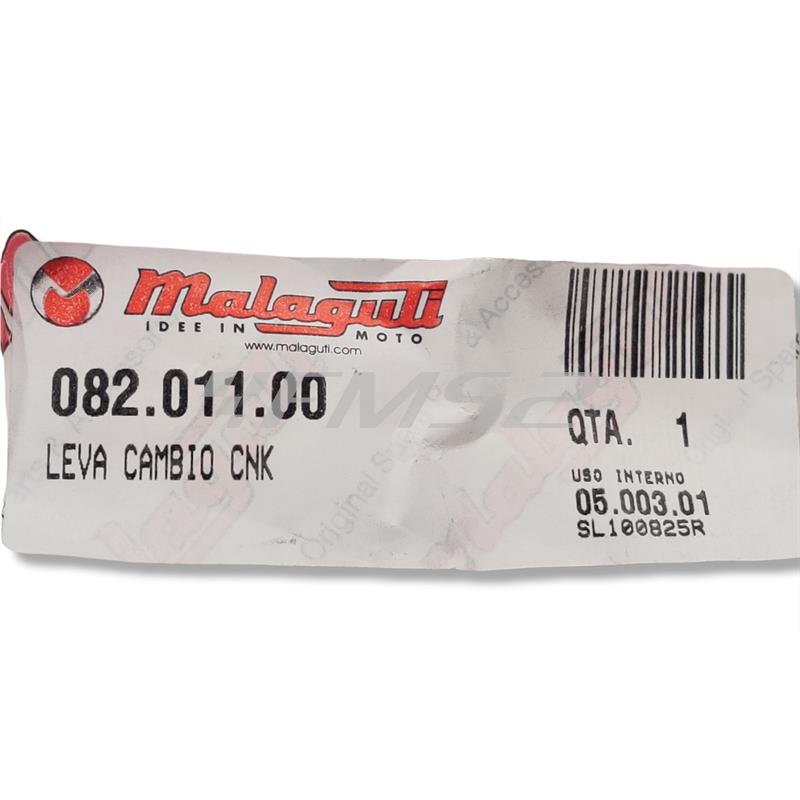 Malaguti
IDEE IN MOTO
www.malaguti.com
082.011.00
LEVA CAMBIO CNK
QTA. 1
USO INTERNO
05.003.01
SL100825R